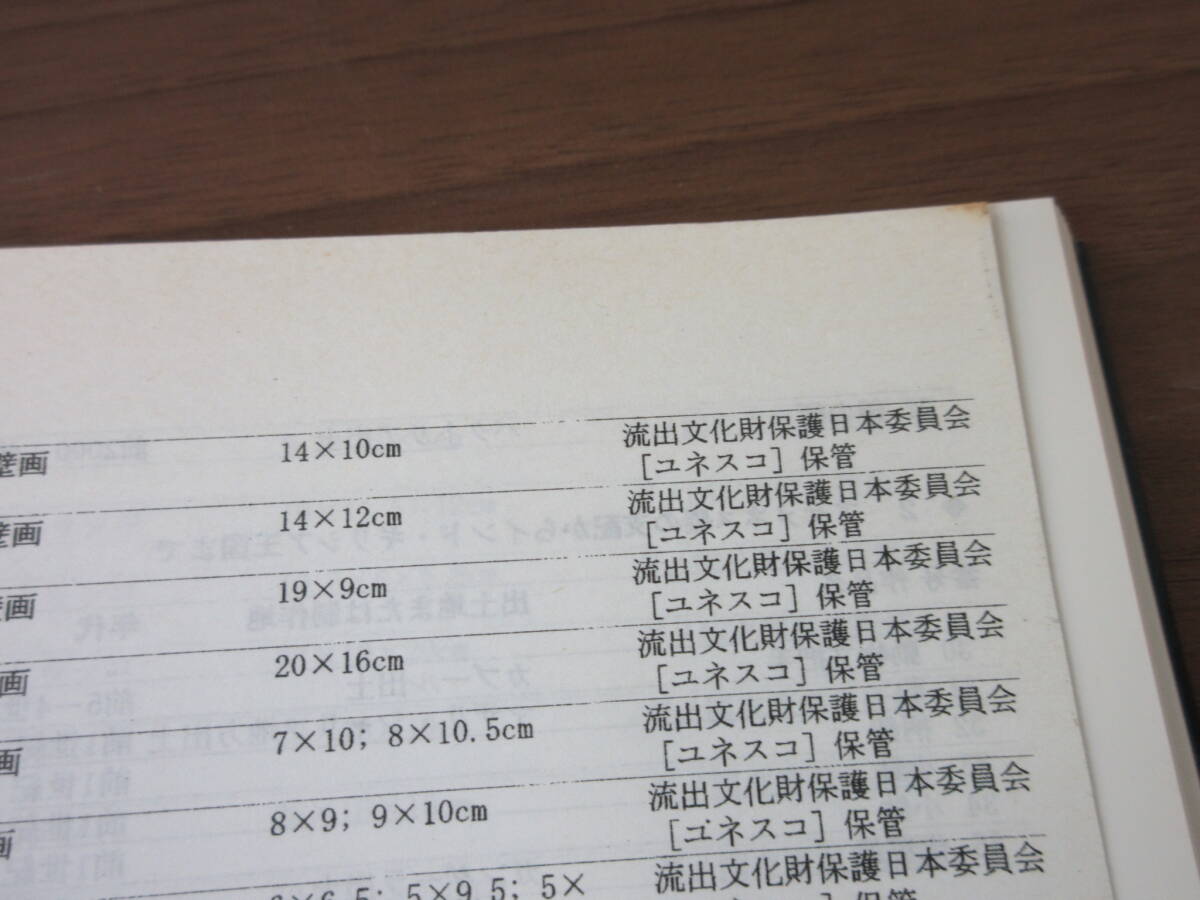 壁画 14×10cm 流出文化財保護日本委員会
［ユネスコ］保管
壁画 14×12cm 流出文化財保護日本委員会
［ユネスコ］保管
壁画 19×9cm 流出文化財保護日本委員会
［ユネスコ］保管
画 20×16cm 流出文化財保護日本委員会
［ユネスコ］保管
画 7×10; 8×10.5cm 流出文化財保護日本委員会
［ユネスコ］保管
画 8×9; 9×10cm 流出文化財保護日本委員会
［ユネスコ］保管
6.5; 5×9.5; 5× 流出文化財保護日本委員会